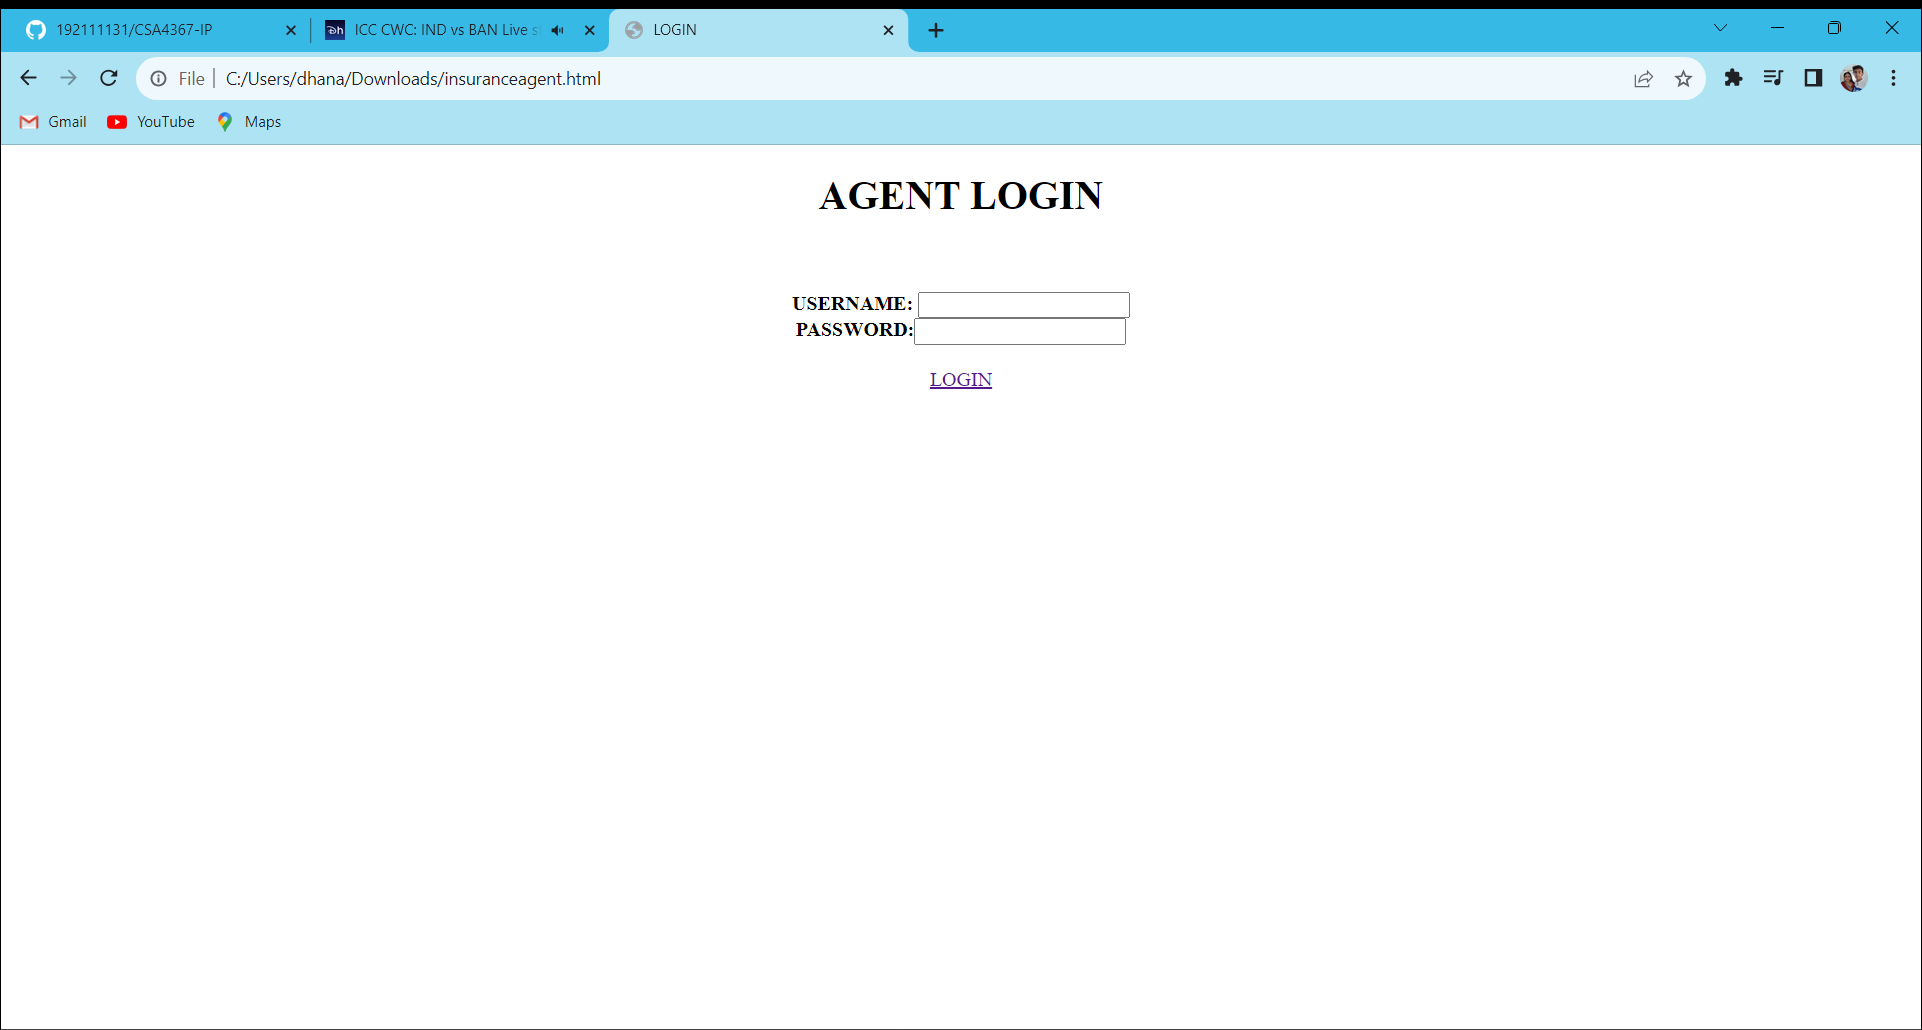 192111131/CSA4367-IP
ICC CWC: IND vs BAN Live
LOGIN
File
C:/Users/dhana/Downloads/insuranceagent.html
Gmail
YouTube
Maps
AGENT LOGIN
USERNAME:
PASSWORD:
LOGIN